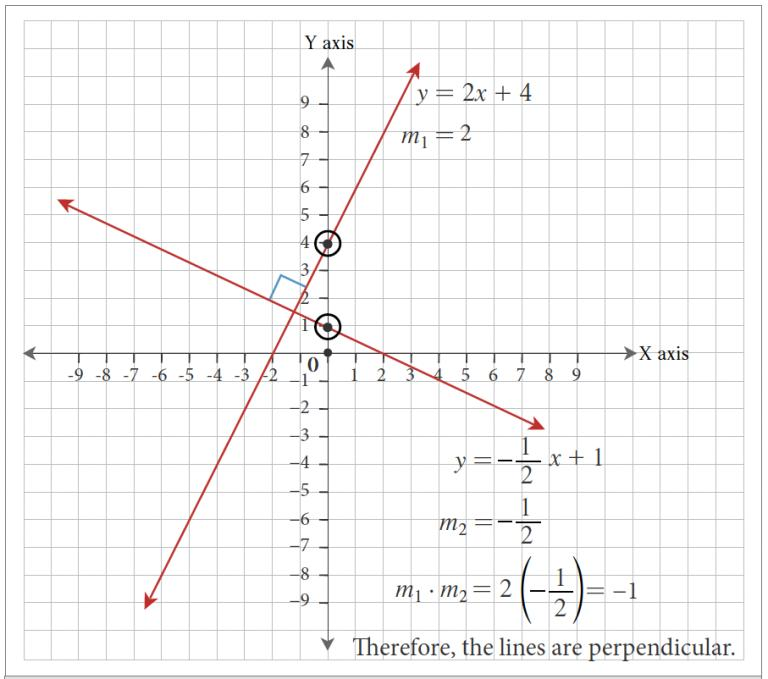 Y axis
y = 2x + 4
m₁ = 2
9
8
7
6
5
4
3
2
1
0
X axis
-9 -8 -7 -6 -5 -4 -3 -2 1 2 3 4 5 6 7 8 9
−1
−2
−3
−4
−5
−6
−7
−8
−9
y = −1/2 x + 1
m₂ = −1/2
m₁ · m₂ = 2 (−1/2) = −1
Therefore, the lines are perpendicular.